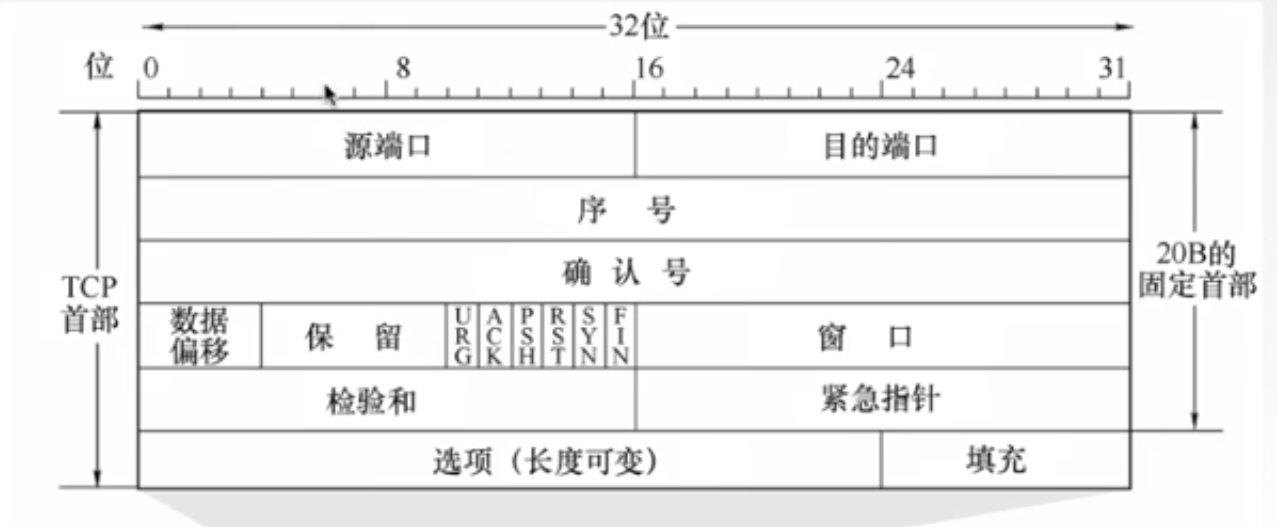 32位
位 0 8 16 24 31
源端口 目的端口
序 号
确 认 号
TCP
首部
20B的
固定首部
数据
偏移
保 留
URG
ACK
PSH
RST
SYN
FIN
窗 口
检验和 紧急指针
选项（长度可变） 填充